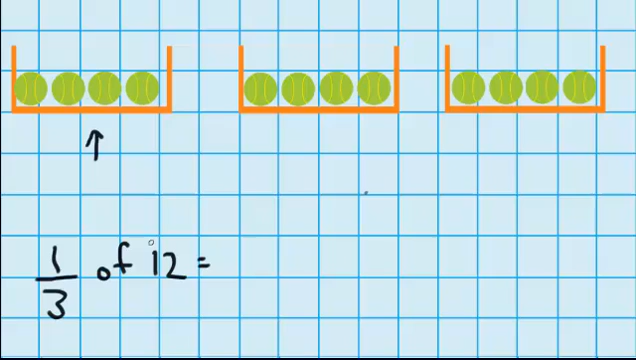 1/3 of 12 =